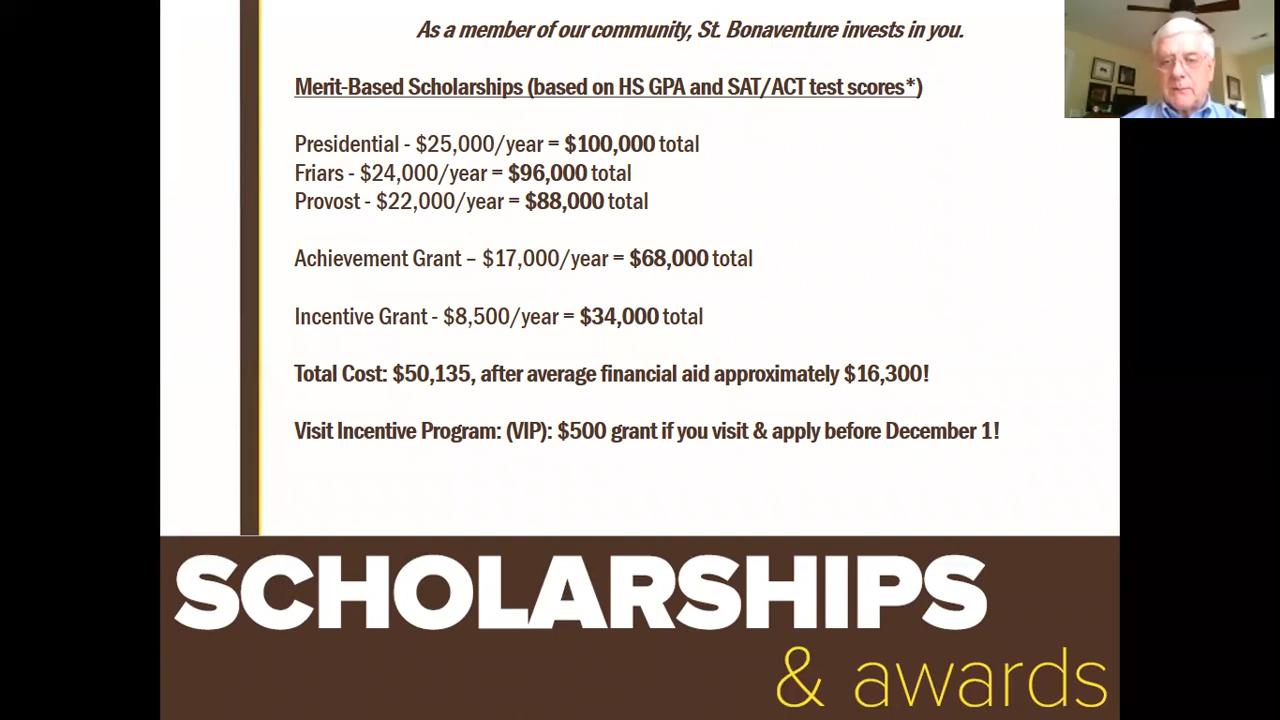 As a member of our community, St. Bonaventure invests in you.
Merit-Based Scholarships (based on HS GPA and SAT/ACT test scores*)
Presidential - $25,000/year = $100,000 total
Friars - $24,000/year = $96,000 total
Provost - $22,000/year = $88,000 total
Achievement Grant – $17,000/year = $68,000 total
Incentive Grant - $8,500/year = $34,000 total
Total Cost: $50,135, after average financial aid approximately $16,300!
Visit Incentive Program: (VIP): $500 grant if you visit & apply before December 1!
SCHOLARSHIPS
& awards